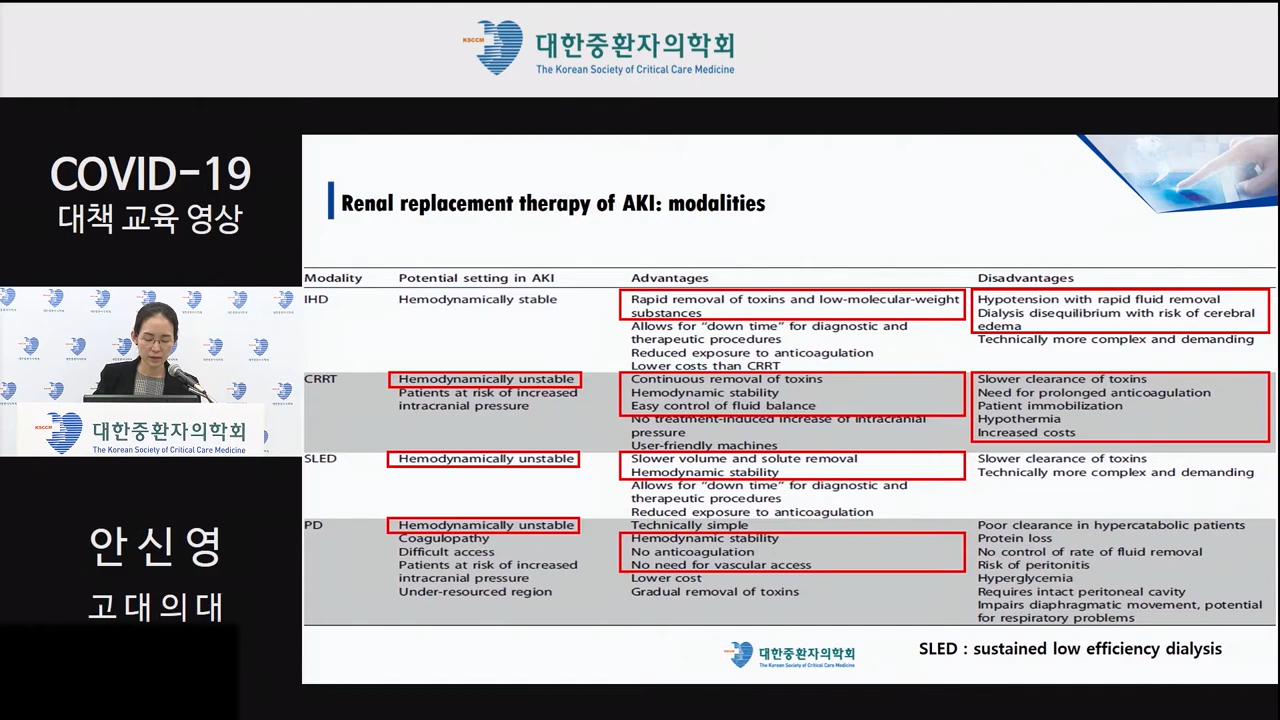 KSCCM
대한중환자의학회
The Korean Society of Critical Care Medicine
COVID-19
대책 교육 영상
KSCCM
대한중환자의학회
The Korean Society of Critical Care Medicine
안신영
고대의대
Renal replacement therapy of AKI: modalities
Modality Potential setting in AKI Advantages Disadvantages
IHD Hemodynamically stable Rapid removal of toxins and low-molecular-weight Hypotension with rapid fluid removal
substances Dialysis disequilibrium with risk of cerebral
Allows for “down time” for diagnostic and edema
therapeutic procedures Technically more complex and demanding
Reduced exposure to anticoagulation
Lower costs than CRRT
CRRT Hemodynamically unstable Continuous removal of toxins Slower clearance of toxins
Patients at risk of increased Hemodynamic stability Need for prolonged anticoagulation
intracranial pressure Easy control of fluid balance Patient immobilization
No treatment-induced increase of intracranial Hypothermia
pressure Increased costs
User-friendly machines
SLED Hemodynamically unstable Slower volume and solute removal Slower clearance of toxins
Hemodynamic stability Technically more complex and demanding
Allows for “down time” for diagnostic and
therapeutic procedures
Reduced exposure to anticoagulation
PD Hemodynamically unstable Technically simple Poor clearance in hypercatabolic patients
Coagulopathy Hemodynamic stability Protein loss
Difficult access No anticoagulation No control of rate of fluid removal
Patients at risk of increased No need for vascular access Risk of peritonitis
intracranial pressure Lower cost Hyperglycemia
Under-resourced region Gradual removal of toxins Requires intact peritoneal cavity
Impairs diaphragmatic movement, potential
for respiratory problems
대한중환자의학회
The Korean Society of Critical Care Medicine
SLED : sustained low efficiency dialysis